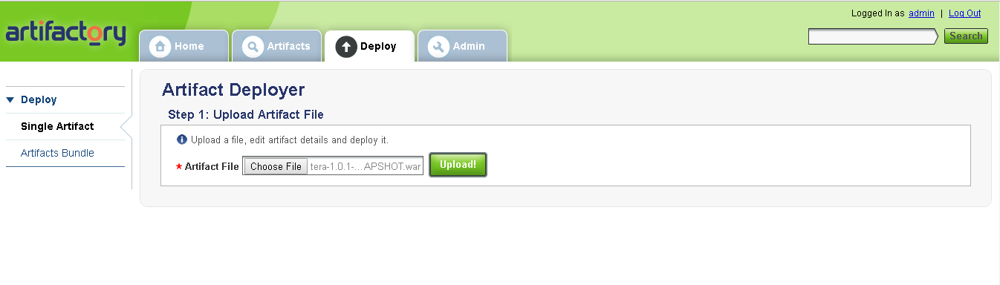 Logged In as admin | Log Out
artifactory
Home
Artifacts
Deploy
Admin
Search
Deploy
Single Artifact
Artifacts Bundle
Artifact Deployer
Step 1: Upload Artifact File
Upload a file, edit artifact details and deploy it.
* Artifact File Choose File tera-1.0.1-...APSHOT.war Upload!